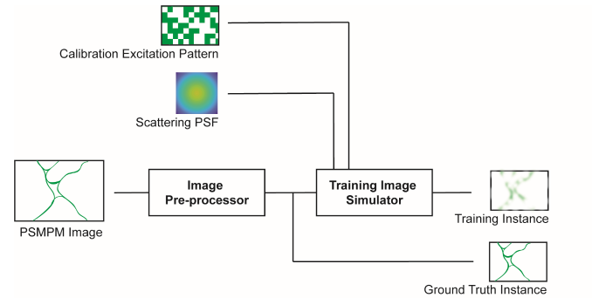 Calibration Excitation Pattern
Scattering PSF
PSMPM Image
Image
Pre-processor
Training Image
Simulator
Training Instance
Ground Truth Instance